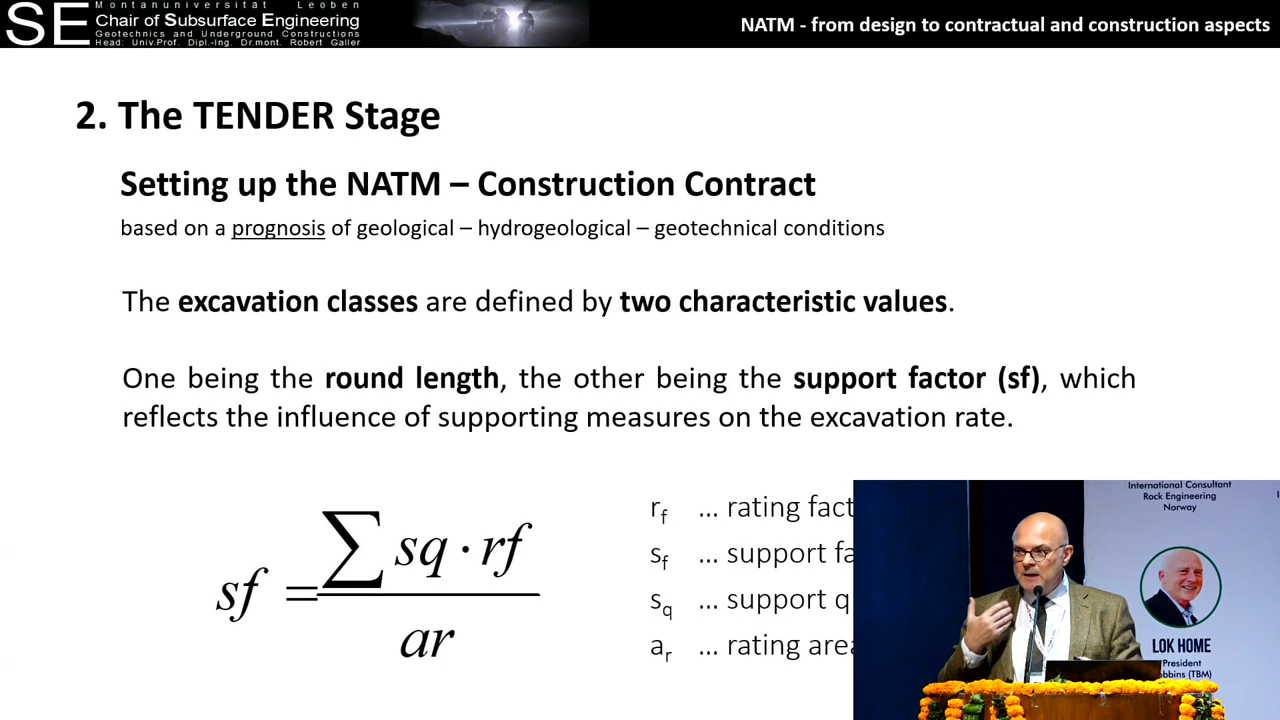 SE
Montanuniversität Leoben
Chair of Subsurface Engineering
Geotechnics and Underground Constructions
Head: Univ.Prof. Dipl.-Ing. Dr.mont. Robert Galler
NATM - from design to contractual and construction aspects
2. The TENDER Stage
Setting up the NATM – Construction Contract
based on a prognosis of geological – hydrogeological – geotechnical conditions
The excavation classes are defined by two characteristic values.
One being the round length, the other being the support factor (sf), which
reflects the influence of supporting measures on the excavation rate.
sf = ∑ sq · rf / ar
rf ... rating fact
sf ... support fa
sq ... support q
ar ... rating area
International Consultant
Rock Engineering
Norway
LOK HOME
President
obbins (TBM)